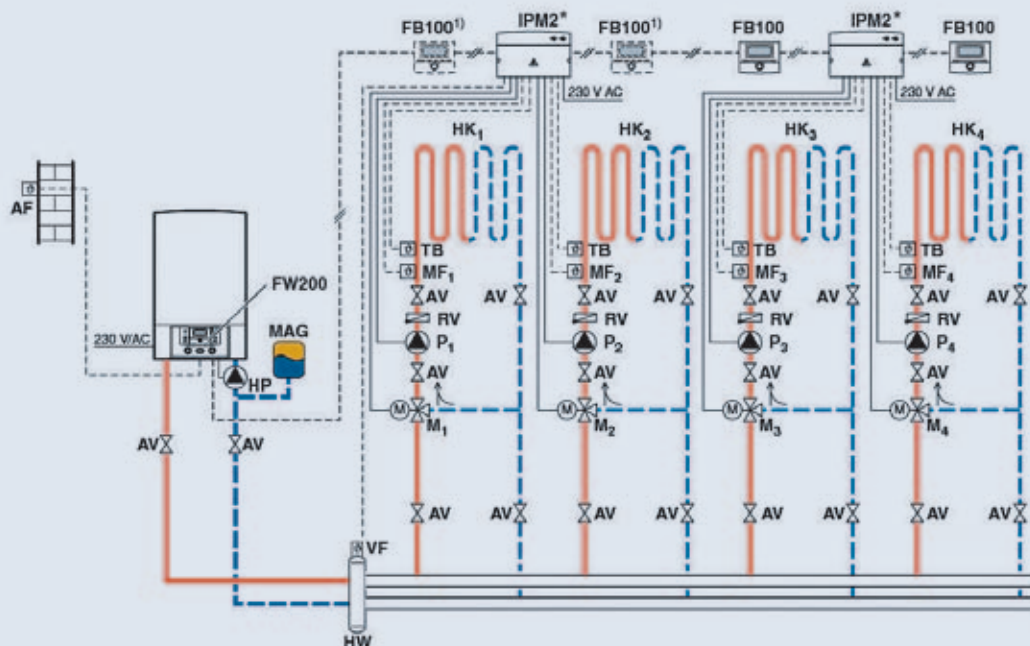 FB100¹⁾ IPM2* FB100¹⁾ FB100 IPM2* FB100
230 V AC 230 V AC
HK₁ HK₂ HK₃ HK₄
AF
TB TB TB TB
MF₁ MF₂ MF₃ MF₄
FW200
AV AV AV AV AV AV AV
RV RV RV RV
230 V/AC MAG
P₁ P₂ P₃ P₄
HP AV AV AV AV
M M₁ M M₂ M M₃ M M₄
AV AV
AV AV AV AV AV AV AV AV
VF
HW